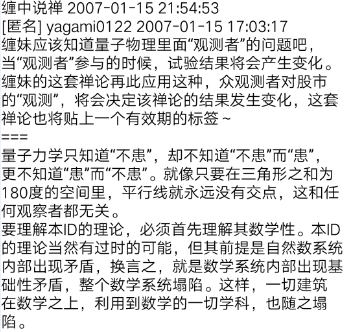 缠中说禅 2007-01-15 21:54:53
[匿名] yagami0122 2007-01-15 17:03:17
缠妹应该知道量子物理里面“观测者”的问题吧，
当“观测者”参与的时候，试验结果将会产生变化。
缠妹的这套禅论再此应用这种，众观测者对股市
的“观测”，将会决定该禅论的结果发生变化，这套
禅论也将贴上一个有效期的标签～
===
量子力学只知道“不患”，却不知道“不患”而“患”，
更不知道“患”而“不患”。就像只要在三角形之和为
180度的空间里，平行线就永远没有交点，这和任
何观察者都无关。
要理解本ID的理论，必须首先理解其数学性。本ID
的理论当然有过时的可能，但其前提是自然数系统
内部出现矛盾，换言之，就是数学系统内部出现基
础性矛盾，整个数学系统塌陷。这样，一切建筑
在数学之上，利用到数学的一切学科，也随之塌
陷。